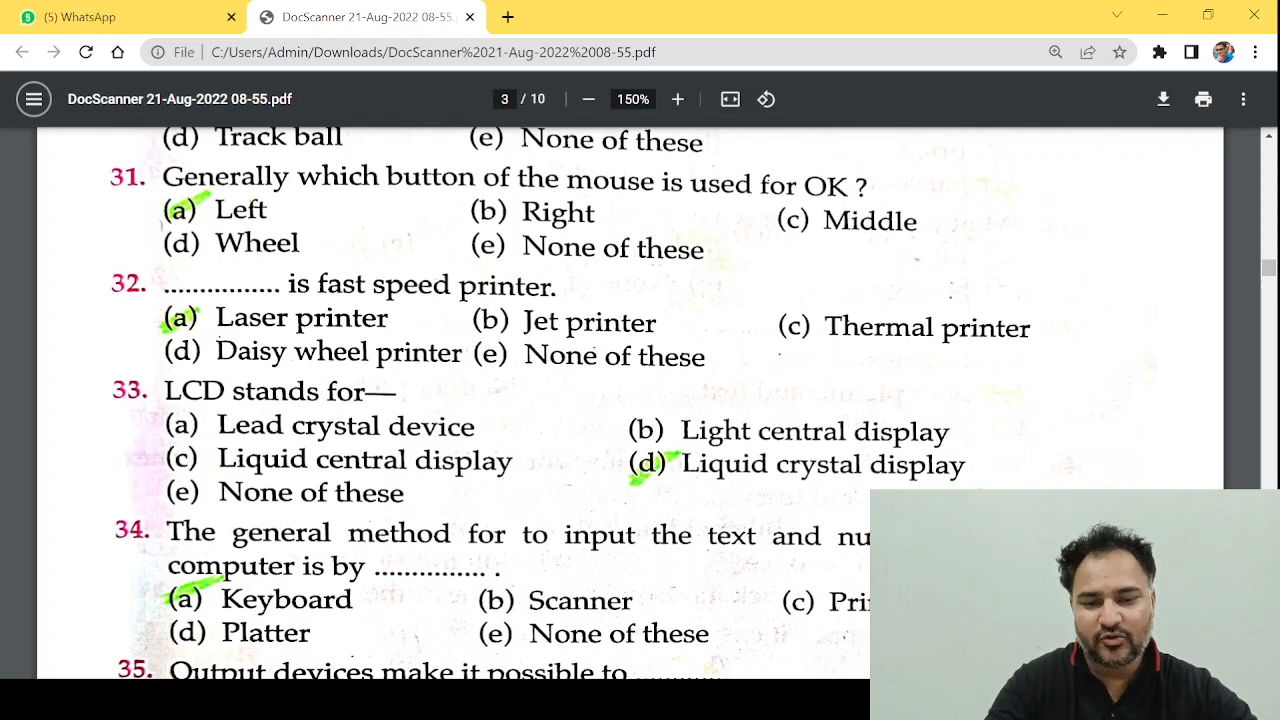 (5) WhatsApp
DocScanner 21-Aug-2022 08-55.
File | C:/Users/Admin/Downloads/DocScanner%2021-Aug-2022%2008-55.pdf
DocScanner 21-Aug-2022 08-55.pdf
3 / 10
150%
(d) Track ball (e) None of these
31. Generally which button of the mouse is used for OK ?
(a) Left (b) Right (c) Middle
(d) Wheel (e) None of these
32. ................ is fast speed printer.
(a) Laser printer (b) Jet printer (c) Thermal printer
(d) Daisy wheel printer (e) None of these
33. LCD stands for—
(a) Lead crystal device (b) Light central display
(c) Liquid central display (d) Liquid crystal display
(e) None of these
34. The general method for to input the text and nu
computer is by ............... .
(a) Keyboard (b) Scanner (c) Pri
(d) Platter (e) None of these
35. Output devices make it possible to ............